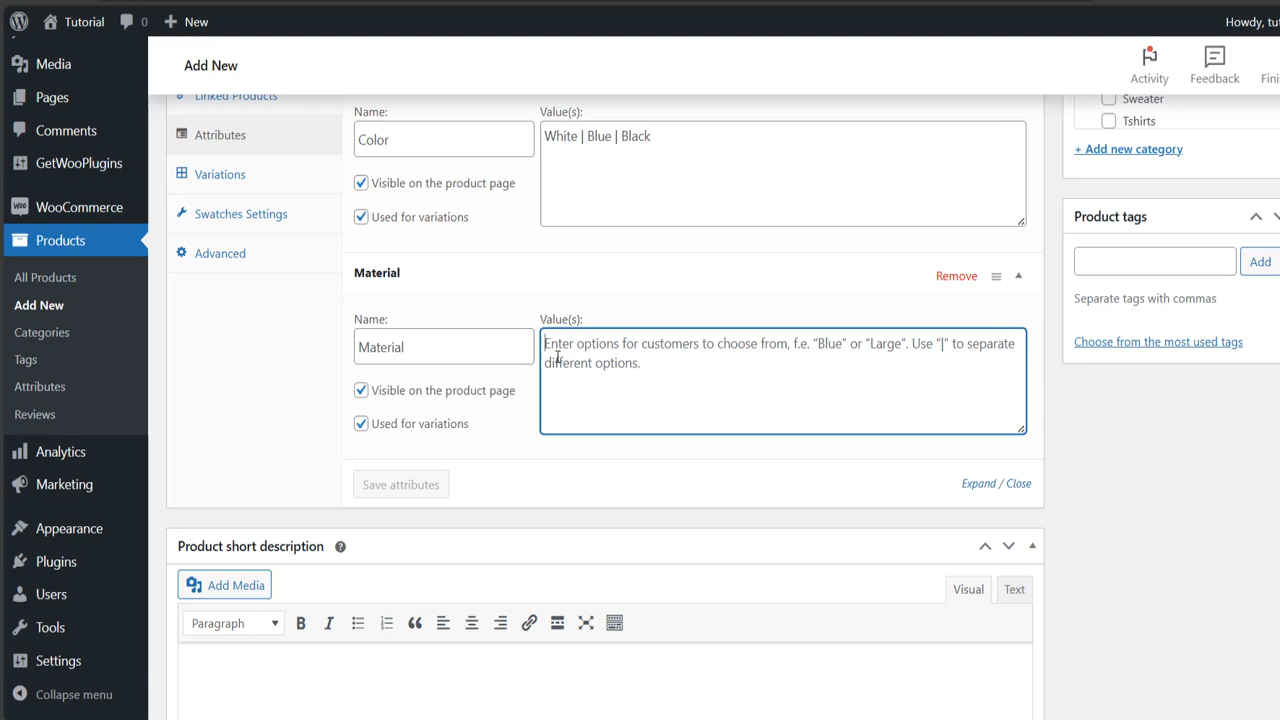 Tutorial
0
New
Howdy, tut
Media
Pages
Comments
GetWooPlugins
WooCommerce
Products
All Products
Add New
Categories
Tags
Attributes
Reviews
Analytics
Marketing
Appearance
Plugins
Users
Tools
Settings
Collapse menu
Add New
Activity
Feedback
Fini
Linked Products
Attributes
Variations
Swatches Settings
Advanced
Name:
Value(s):
Color
White | Blue | Black
Visible on the product page
Used for variations
Material
Remove
Name:
Value(s):
Material
Enter options for customers to choose from, f.e. “Blue” or “Large”. Use “|” to separate
different options.
Visible on the product page
Used for variations
Save attributes
Expand / Close
Product short description
Add Media
Visual
Text
Paragraph
B
I
Sweater
Tshirts
+ Add new category
Product tags
Add
Separate tags with commas
Choose from the most used tags